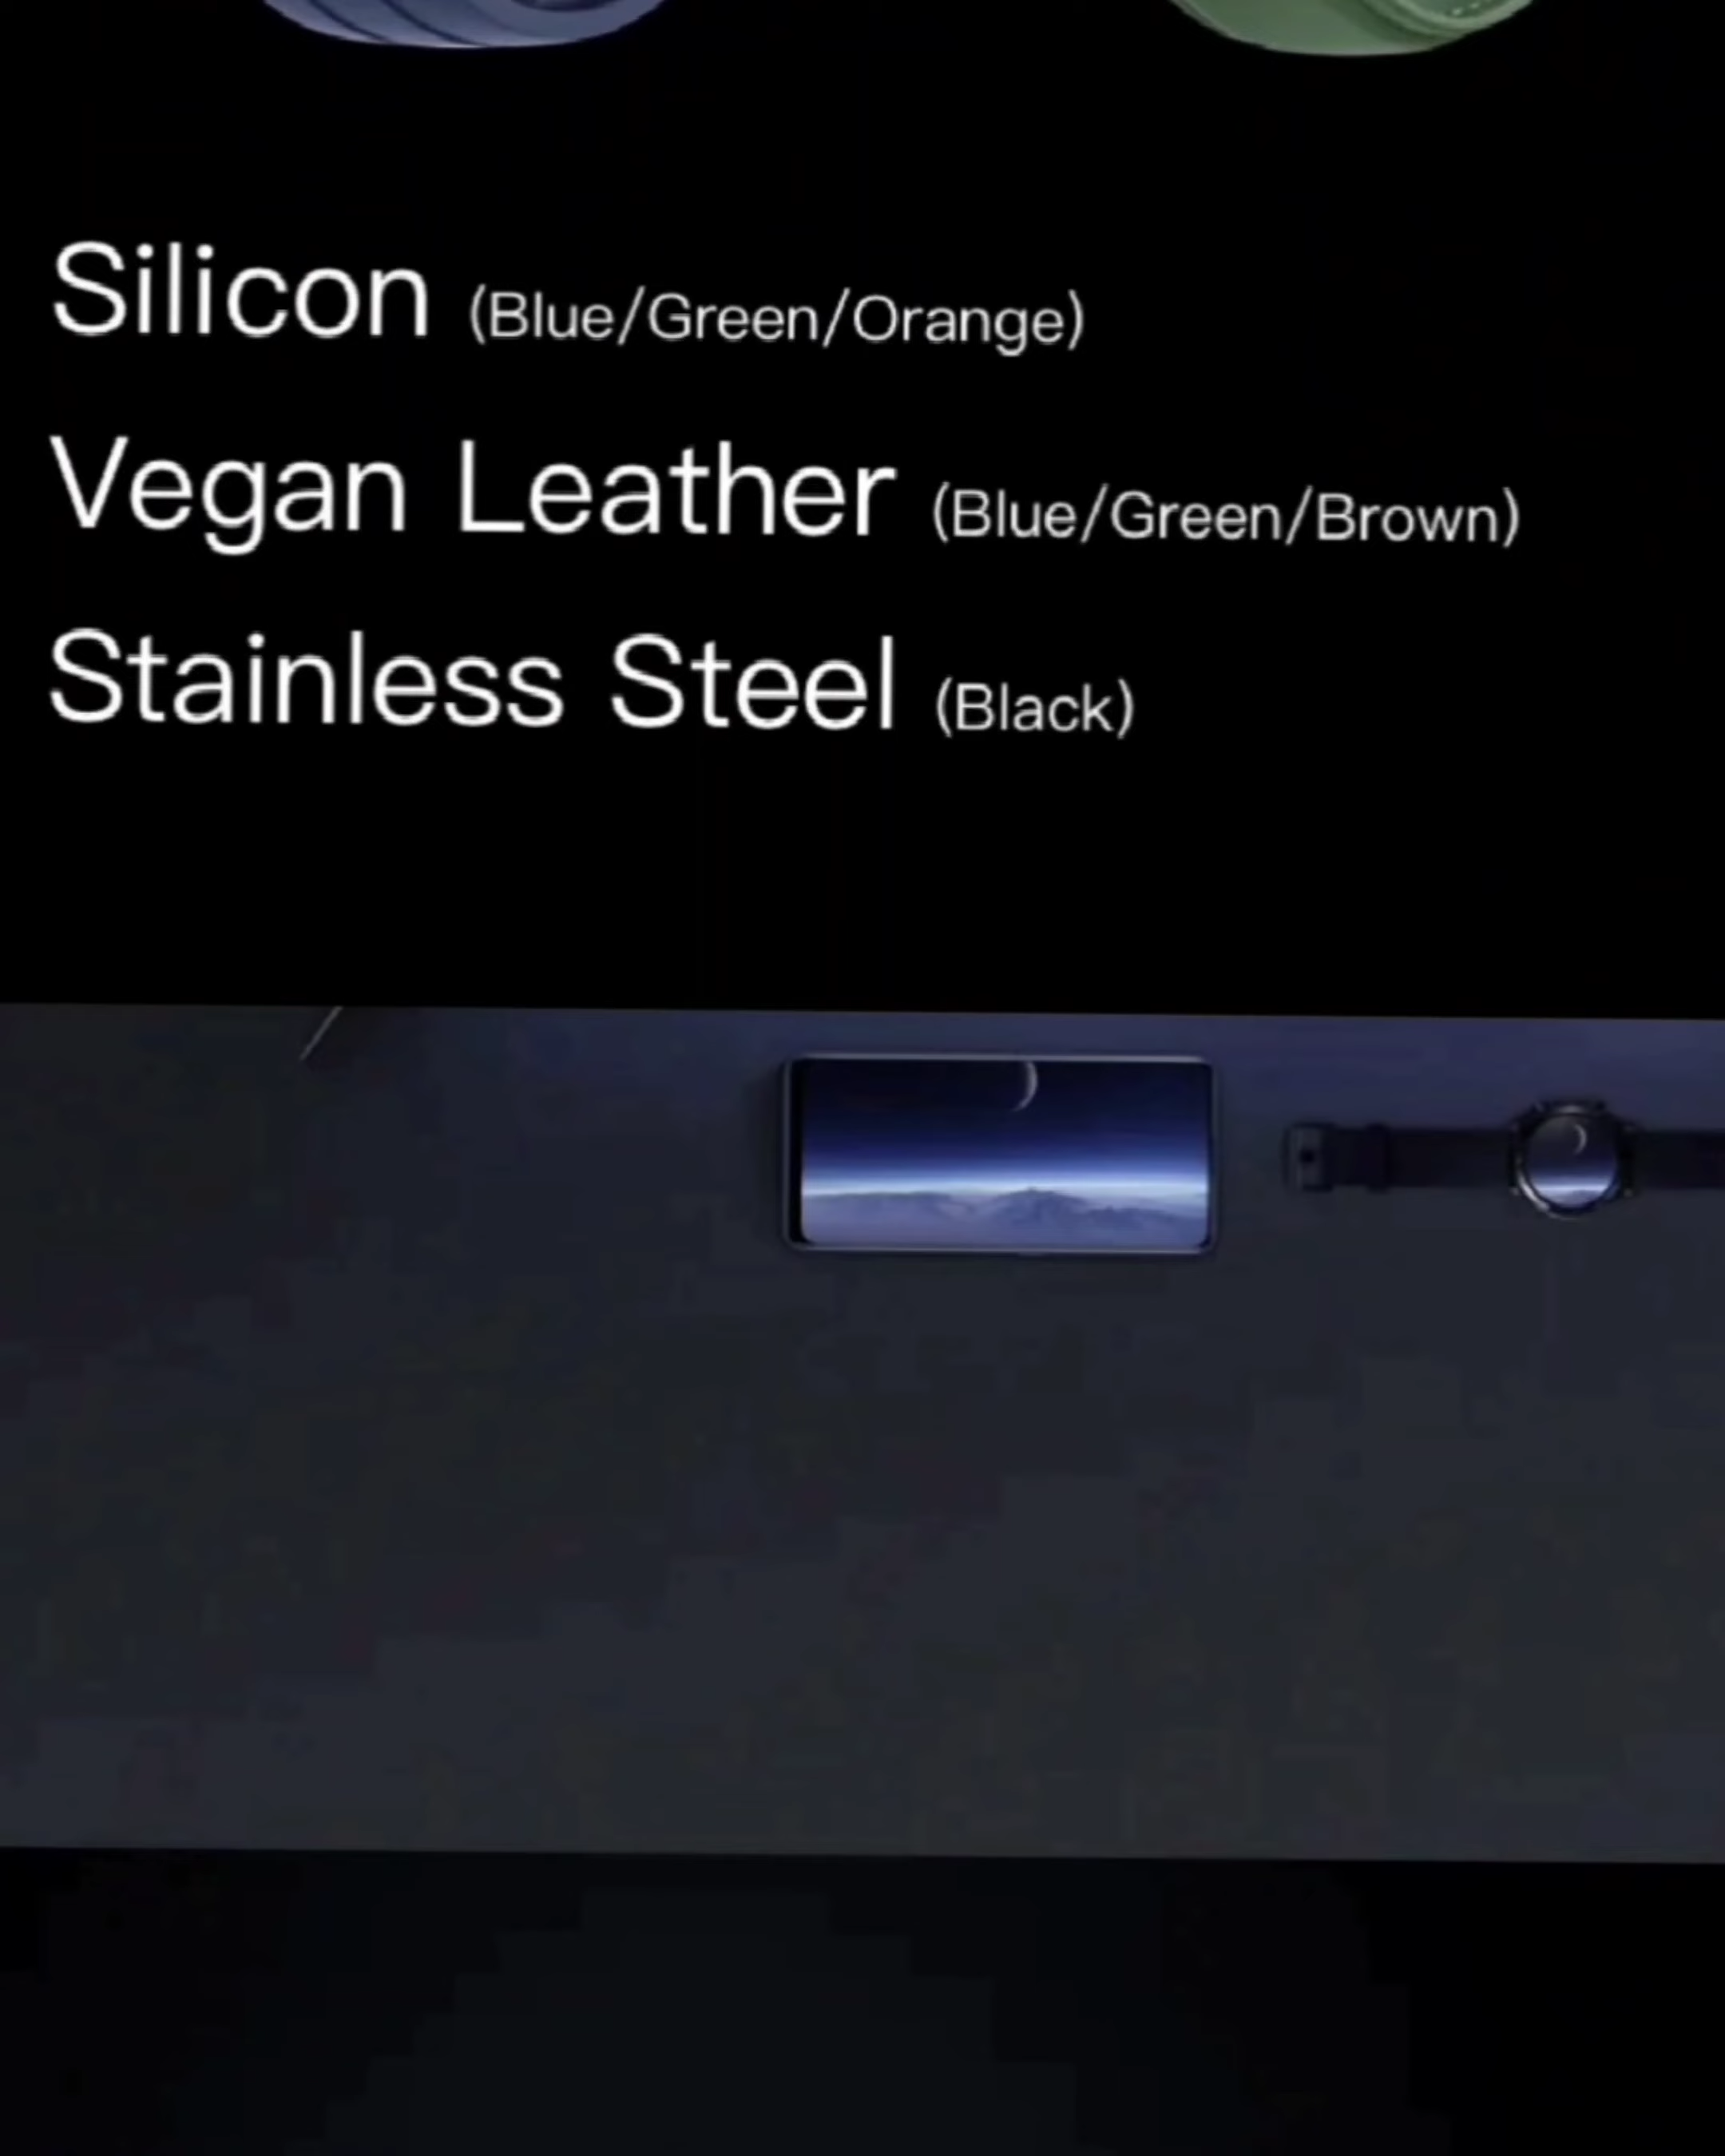 Silicon (Blue/Green/Orange)
Vegan Leather (Blue/Green/Brown)
Stainless Steel (Black)